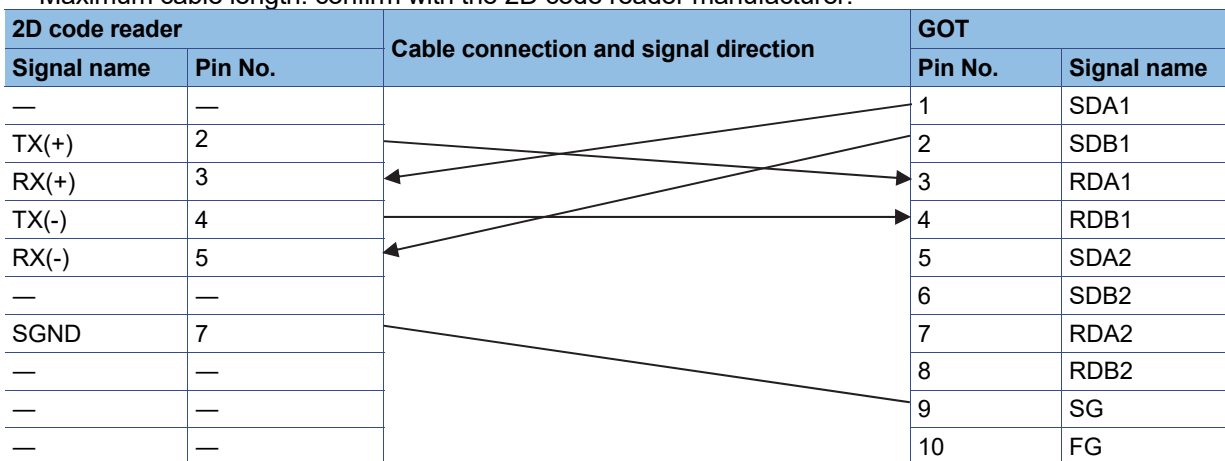 Maximum cable length: confirm with the 2D code reader manufacturer.
2D code reader Cable connection and signal direction GOT
Signal name Pin No. Pin No. Signal name
— — 1 SDA1
TX(+) 2 2 SDB1
RX(+) 3 3 RDA1
TX(-) 4 4 RDB1
RX(-) 5 5 SDA2
— — 6 SDB2
SGND 7 7 RDA2
— — 8 RDB2
— — 9 SG
— — 10 FG